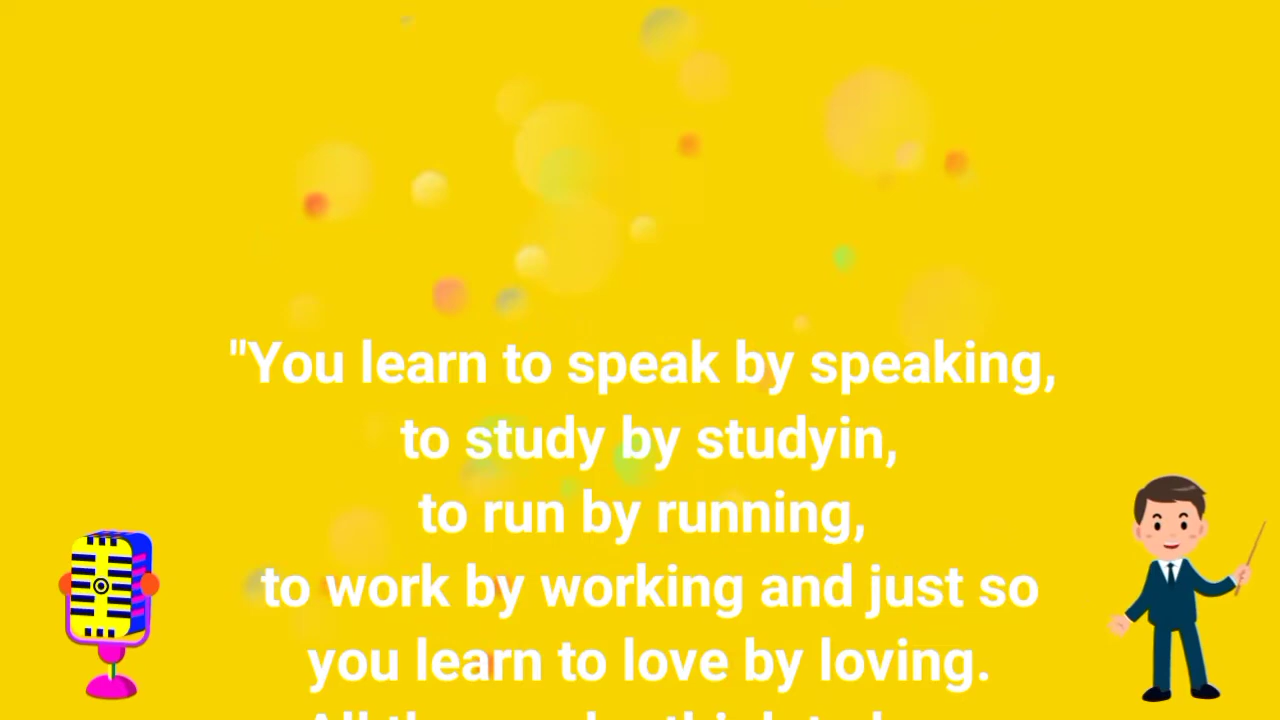 "You learn to speak by speaking,
to study by studyin,
to run by running,
to work by working and just so
you learn to love by loving.